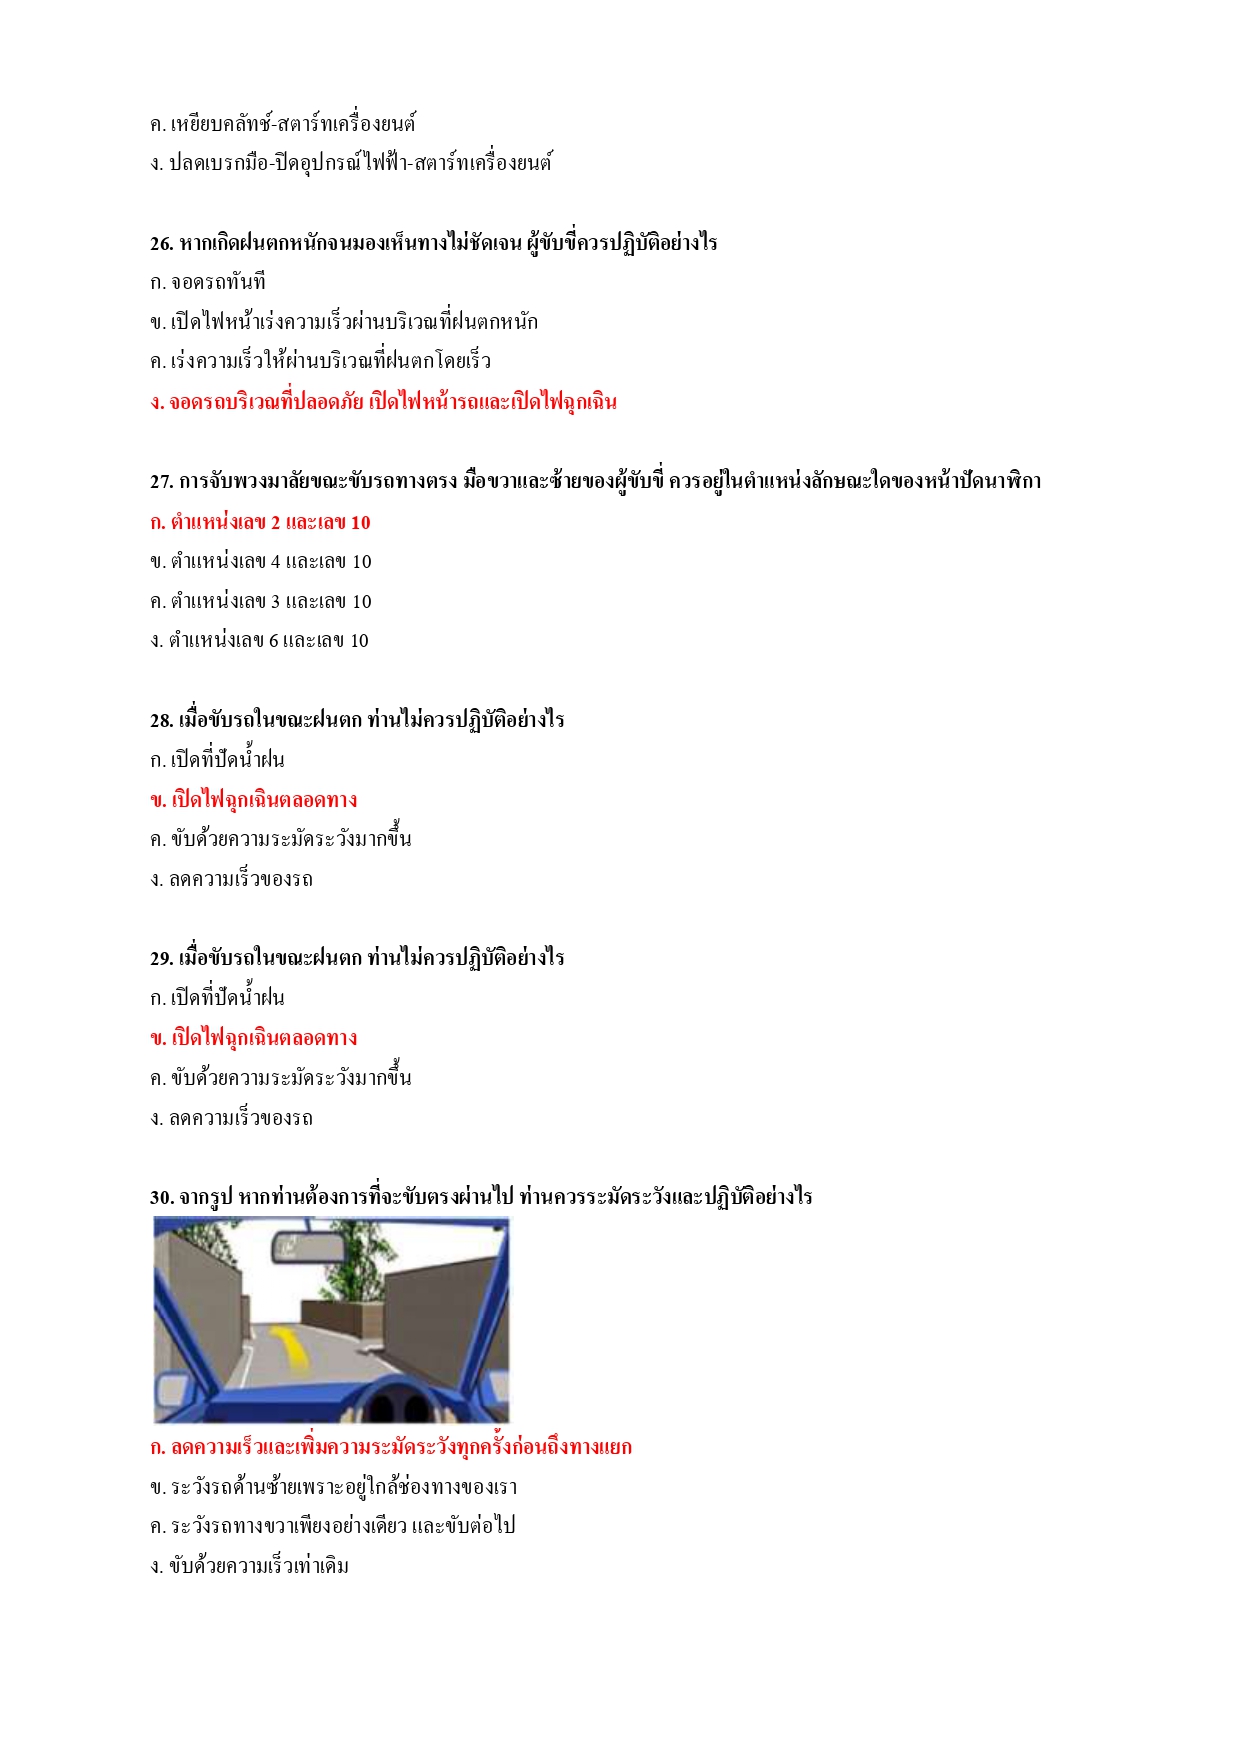 ค. เหยียบคลัทช์-สตาร์ทเครื่องยนต์
ง. ปลดเบรกมือ-ปิดอุปกรณ์ไฟฟ้า-สตาร์ทเครื่องยนต์
26. หากเกิดฝนตกหนักจนมองเห็นทางไม่ชัดเจน ผู้ขับขี่ควรปฏิบัติอย่างไร
ก. จอดรถทันที
ข. เปิดไฟหน้าเร่งความเร็วผ่านบริเวณที่ฝนตกหนัก
ค. เร่งความเร็วให้ผ่านบริเวณที่ฝนตกโดยเร็ว
ง. จอดรถบริเวณที่ปลอดภัย เปิดไฟหน้ารถและเปิดไฟฉุกเฉิน
27. การจับพวงมาลัยขณะขับรถทางตรง มือขวาและซ้ายของผู้ขับขี่ ควรอยู่ในตำแหน่งลักษณะใดของหน้าปัดนาฬิกา
ก. ตำแหน่งเลข 2 และเลข 10
ข. ตำแหน่งเลข 4 และเลข 10
ค. ตำแหน่งเลข 3 และเลข 10
ง. ตำแหน่งเลข 6 และเลข 10
28. เมื่อขับรถในขณะฝนตก ท่านไม่ควรปฏิบัติอย่างไร
ก. เปิดที่ปัดน้ำฝน
ข. เปิดไฟฉุกเฉินตลอดทาง
ค. ขับด้วยความระมัดระวังมากขึ้น
ง. ลดความเร็วของรถ
29. เมื่อขับรถในขณะฝนตก ท่านไม่ควรปฏิบัติอย่างไร
ก. เปิดที่ปัดน้ำฝน
ข. เปิดไฟฉุกเฉินตลอดทาง
ค. ขับด้วยความระมัดระวังมากขึ้น
ง. ลดความเร็วของรถ
30. จากรูป หากท่านต้องการที่จะขับตรงผ่านไป ท่านควรระมัดระวังและปฏิบัติอย่างไร
ก. ลดความเร็วและเพิ่มความระมัดระวังทุกครั้งก่อนถึงทางแยก
ข. ระวังรถด้านซ้ายเพราะอยู่ใกล้ช่องทางของเรา
ค. ระวังรถทางขวาเพียงอย่างเดียว และขับต่อไป
ง. ขับด้วยความเร็วเท่าเดิม